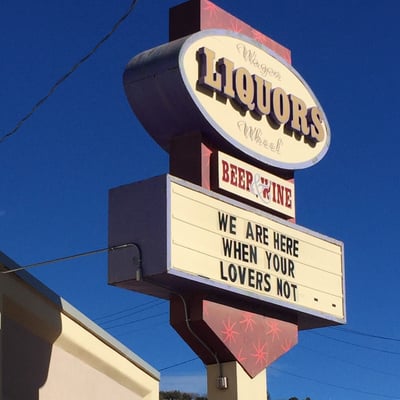 Wagon
LIQUORS
Wheel
BEER & WINE
WE ARE HERE
WHEN YOUR
LOVERS NOT - -